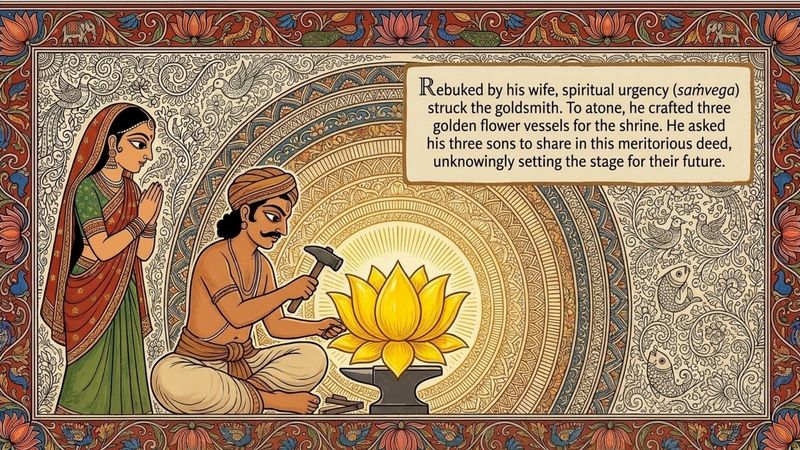 Rebuked by his wife, spiritual urgency (saṁvega)
struck the goldsmith. To atone, he crafted three
golden flower vessels for the shrine. He asked
his three sons to share in this meritorious deed,
unknowingly setting the stage for their future.